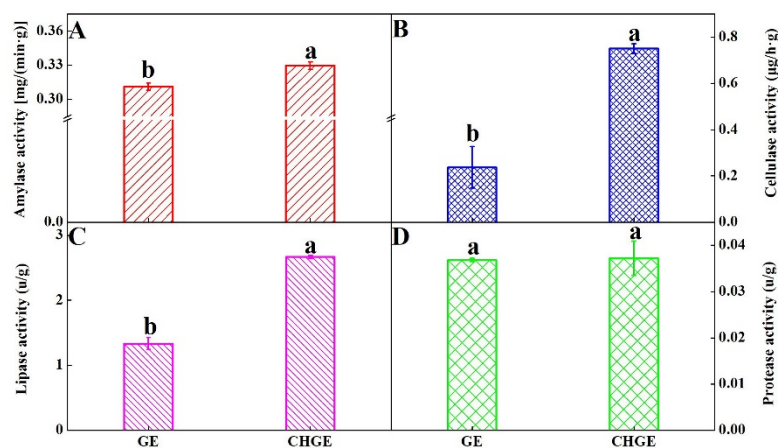 A
Amylase activity [mg/(min·g)]
0.36
0.33
0.30
0.0
b
a
B
Cellulase activity (μg/h·g)
0.8
0.6
0.4
0.2
0.0
b
a
C
Lipase activity (u/g)
3
2
1
0
b
a
GE
CHGE
D
Protease activity (u/g)
0.04
0.03
0.02
0.01
0.00
a
a
GE
CHGE